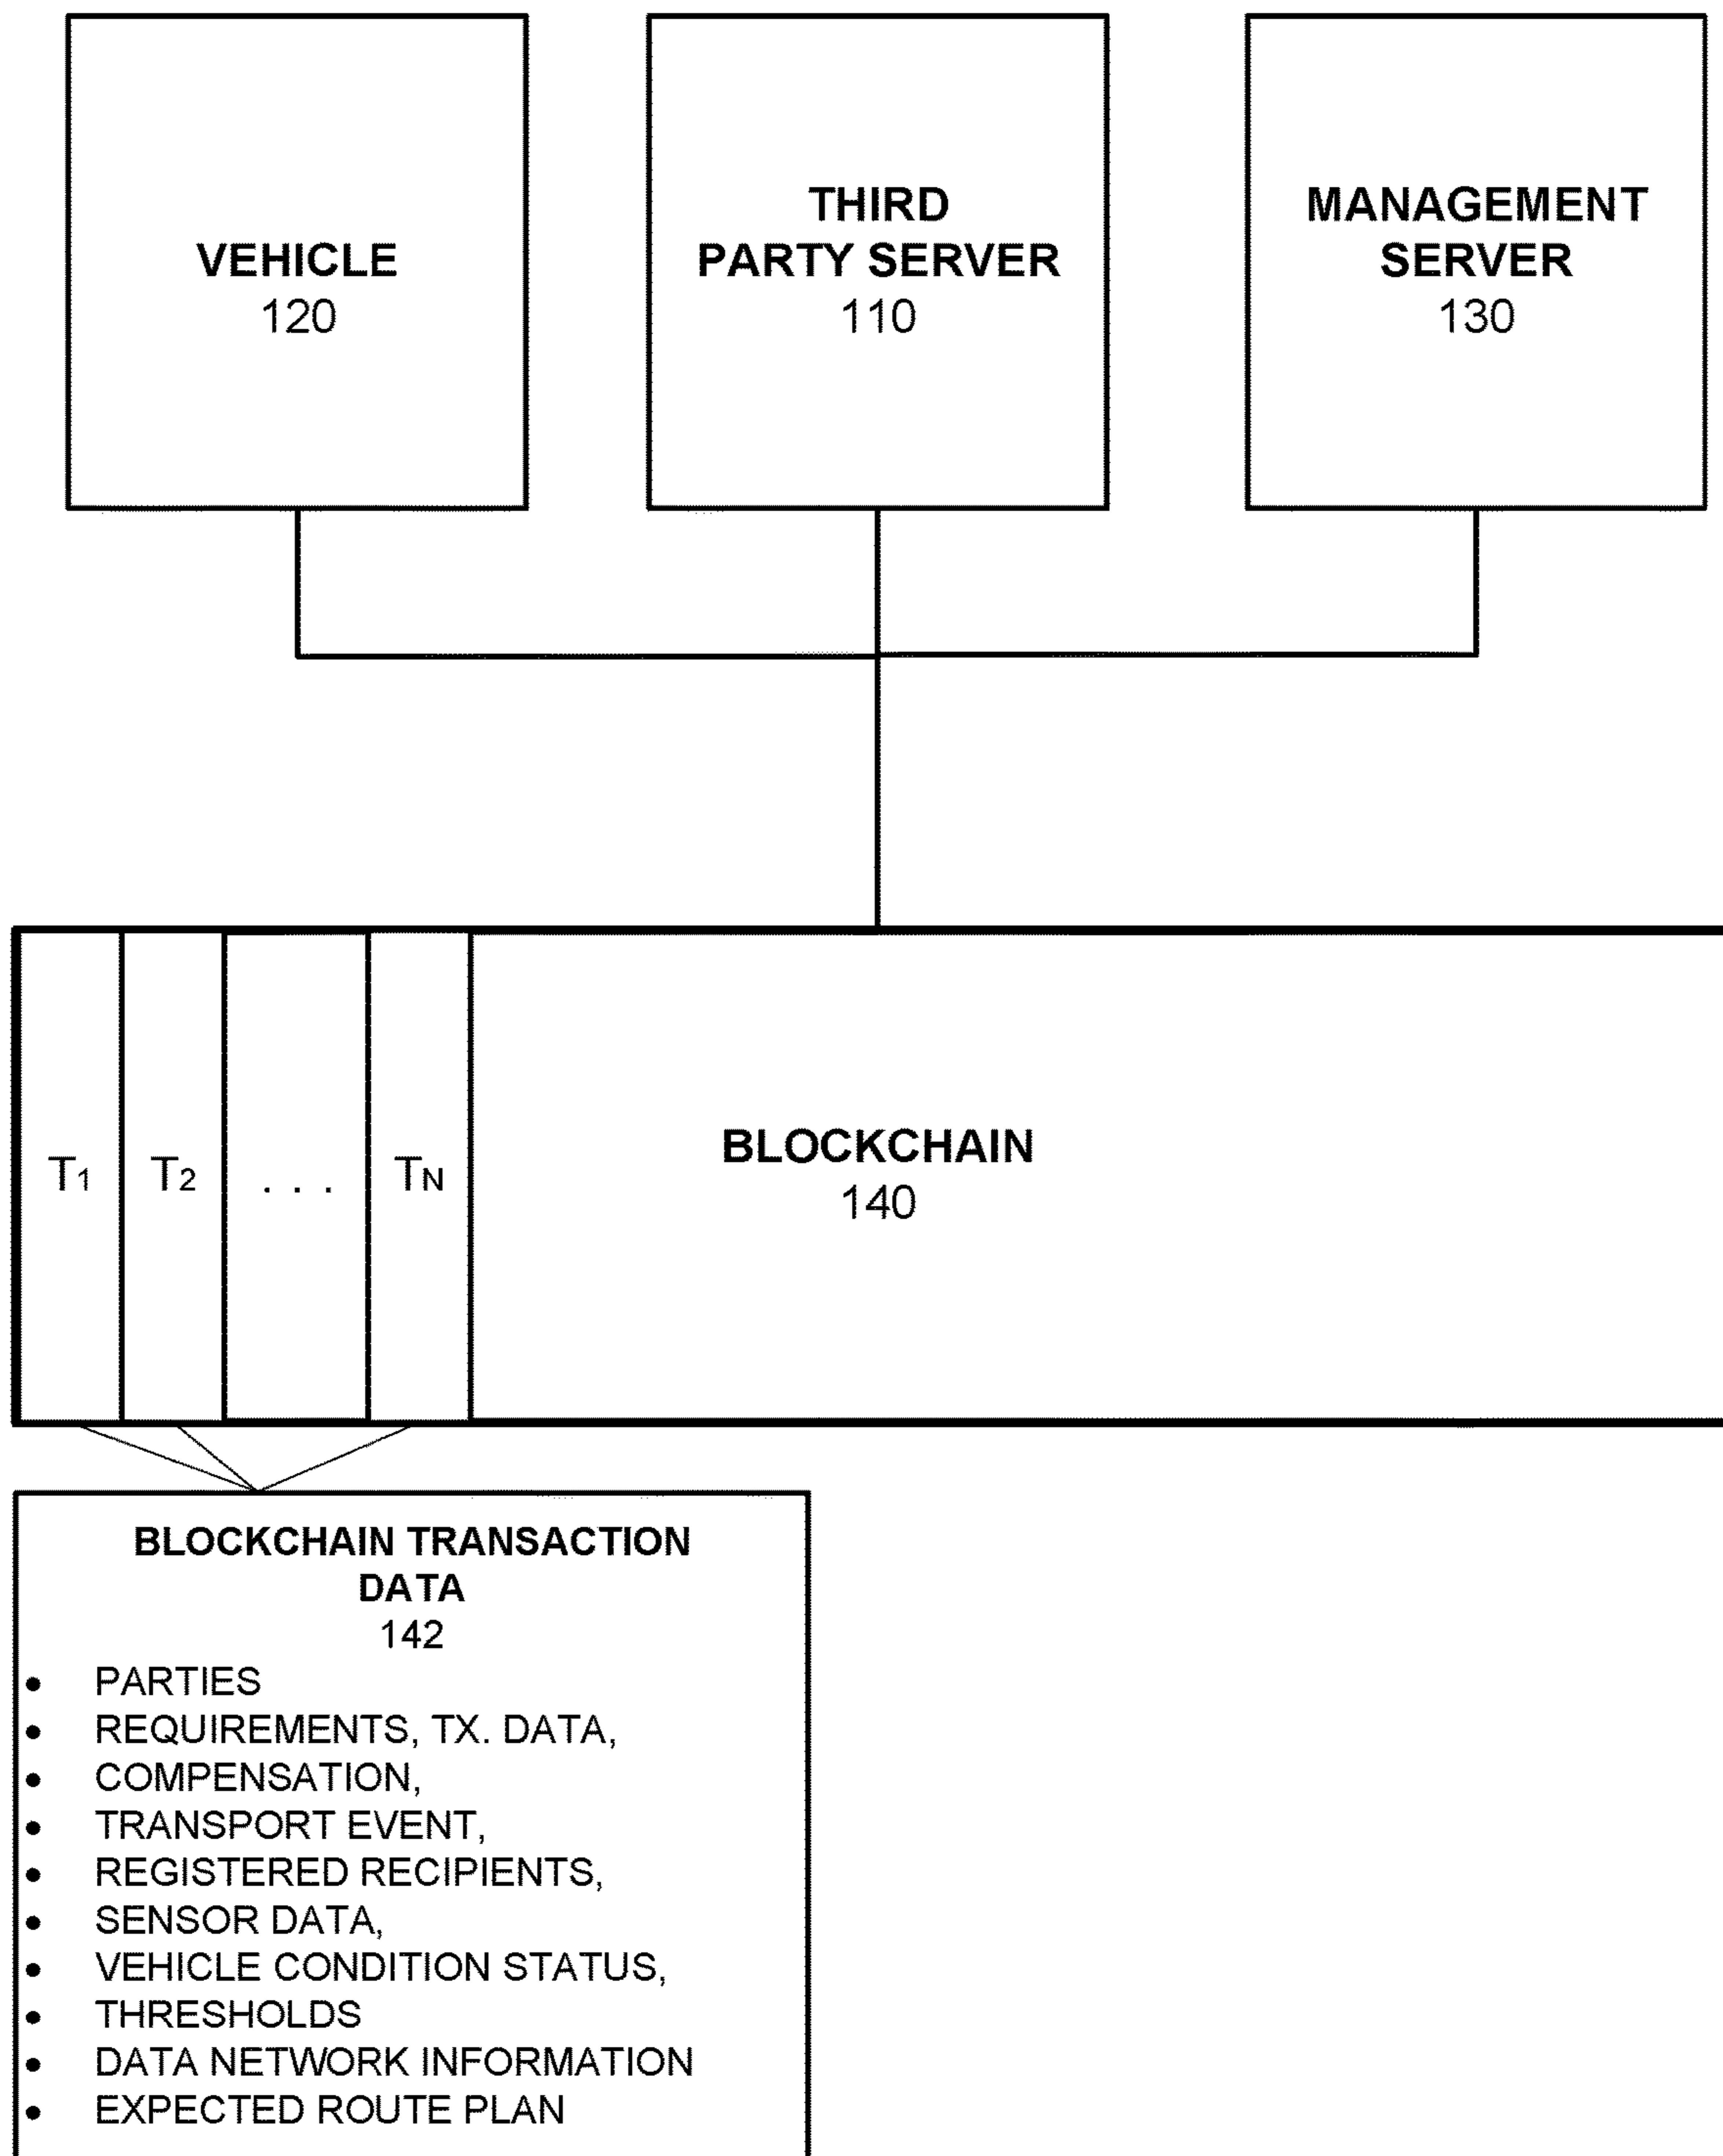 VEHICLE
120
THIRD
PARTY SERVER
110
MANAGEMENT
SERVER
130
T1
T2
. . .
TN
BLOCKCHAIN
140
BLOCKCHAIN TRANSACTION
DATA
142
• PARTIES
• REQUIREMENTS, TX. DATA,
• COMPENSATION,
• TRANSPORT EVENT,
• REGISTERED RECIPIENTS,
• SENSOR DATA,
• VEHICLE CONDITION STATUS,
• THRESHOLDS
• DATA NETWORK INFORMATION
• EXPECTED ROUTE PLAN